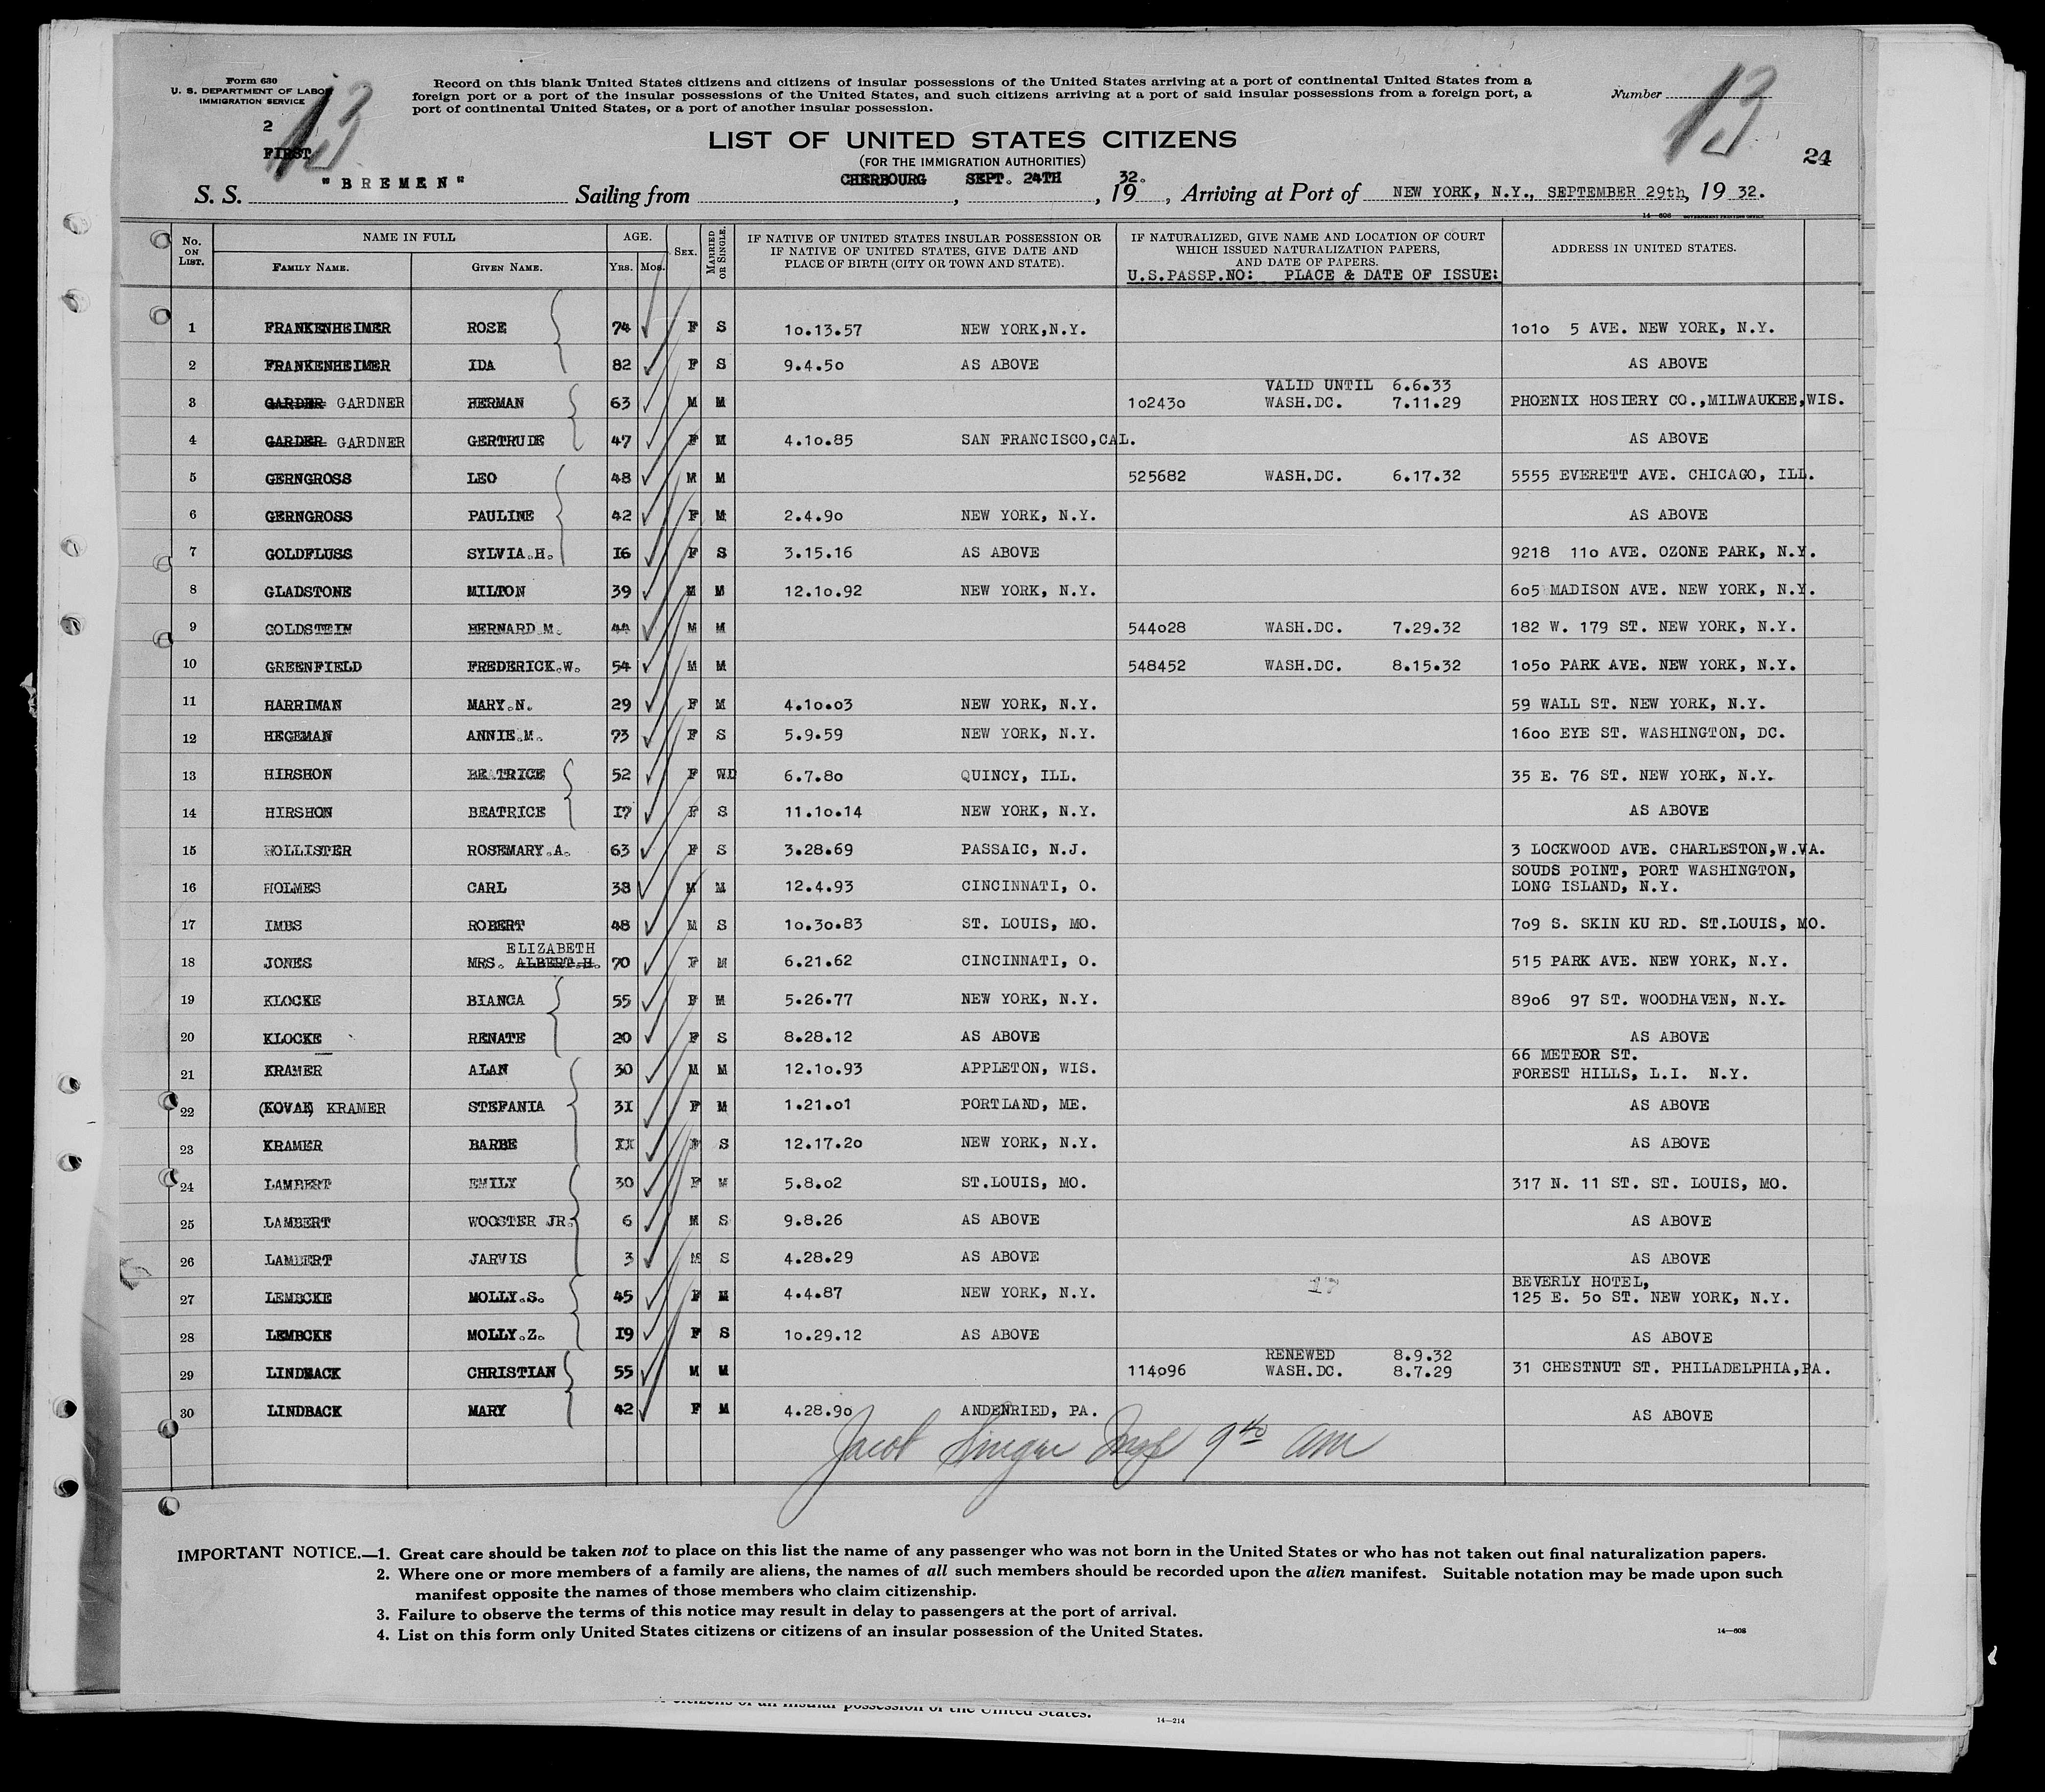 Form 630
U. S. DEPARTMENT OF LABOR
IMMIGRATION SERVICE
2
FIRST
13
Record on this blank United States citizens and citizens of insular possessions of the United States arriving at a port of continental United States from a
foreign port or a port of the insular possessions of the United States, and such citizens arriving at a port of said insular possessions from a foreign port, a
port of continental United States, or a port of another insular possession.
Number
13
24
LIST OF UNITED STATES CITIZENS
(FOR THE IMMIGRATION AUTHORITIES)
S. S. "BREMEN" Sailing from CHERBOURG, SEPT. 24TH, 1932., Arriving at Port of NEW YORK, N.Y., SEPTEMBER 29th, 1932.
14—608 GOVERNMENT PRINTING OFFICE
No. ON LIST. NAME IN FULL FAMILY NAME. GIVEN NAME. AGE. YRS. MOS. SEX. MARRIED OR SINGLE. IF NATIVE OF UNITED STATES INSULAR POSSESSION OR IF NATIVE OF UNITED STATES, GIVE DATE AND PLACE OF BIRTH (CITY OR TOWN AND STATE). IF NATURALIZED, GIVE NAME AND LOCATION OF COURT WHICH ISSUED NATURALIZATION PAPERS, AND DATE OF PAPERS. U.S.PASSP.NO: PLACE & DATE OF ISSUE: ADDRESS IN UNITED STATES.
1 FRANKENHEIMER ROSE 74 F S 10.13.57 NEW YORK,N.Y. 1010 5 AVE. NEW YORK, N.Y.
2 FRANKENHEIMER IDA 82 F S 9.4.50 AS ABOVE AS ABOVE
VALID UNTIL 6.6.33
3 GARDER GARDNER HERMAN 63 M M 102430 WASH.DC. 7.11.29 PHOENIX HOSIERY CO.,MILWAUKEE,WIS.
4 GARDER GARDNER GERTRUDE 47 F M 4.10.85 SAN FRANCISCO,CAL. AS ABOVE
5 GERNGROSS LEO 48 M M 525682 WASH.DC. 6.17.32 5555 EVERETT AVE. CHICAGO, ILL.
6 GERNGROSS PAULINE 42 F M 2.4.90 NEW YORK, N.Y. AS ABOVE
7 GOLDFLUSS SYLVIA.H. 16 F S 3.15.16 AS ABOVE 9218 110 AVE. OZONE PARK, N.Y.
8 GLADSTONE MILTON 39 M M 12.10.92 NEW YORK, N.Y. 605 MADISON AVE. NEW YORK, N.Y.
9 GOLDSTEIN BERNARD M. 44 M M 544028 WASH.DC. 7.29.32 182 W. 179 ST. NEW YORK, N.Y.
10 GREENFIELD FREDERICK.W. 54 M M 548452 WASH.DC. 8.15.32 1050 PARK AVE. NEW YORK, N.Y.
11 HARRIMAN MARY.N. 29 F M 4.10.03 NEW YORK, N.Y. 59 WALL ST. NEW YORK, N.Y.
12 HEGEMAN ANNIE.M. 73 F S 5.9.59 NEW YORK, N.Y. 1600 EYE ST. WASHINGTON, DC.
13 HIRSHON BEATRICE 52 F WD 6.7.80 QUINCY, ILL. 35 E. 76 ST. NEW YORK, N.Y.
14 HIRSHON BEATRICE 17 F S 11.10.14 NEW YORK, N.Y. AS ABOVE
15 HOLLISTER ROSEMARY.A. 63 F S 3.28.69 PASSAIC, N.J. 3 LOCKWOOD AVE. CHARLESTON,W.VA.
SOUDS POINT, PORT WASHINGTON,
16 HOLMES CARL 38 M M 12.4.93 CINCINNATI, O. LONG ISLAND, N.Y.
17 IMBS ROBERT 48 M S 10.30.83 ST. LOUIS, MO. 709 S. SKIN KU RD. ST.LOUIS, MO.
ELIZABETH
18 JONES MRS. ALBERT.H. 70 F M 6.21.62 CINCINNATI, O. 515 PARK AVE. NEW YORK, N.Y.
19 KLOCKE BIANCA 55 F M 5.26.77 NEW YORK, N.Y. 8906 97 ST. WOODHAVEN, N.Y.
20 KLOCKE RENATE 20 F S 8.28.12 AS ABOVE AS ABOVE
66 METEOR ST.
21 KRAMER ALAN 30 M M 12.10.93 APPLETON, WIS. FOREST HILLS, L.I. N.Y.
22 (KOVAK) KRAMER STEFANIA 31 F M 1.21.01 PORTLAND, ME. AS ABOVE
23 KRAMER BARBE 11 F S 12.17.20 NEW YORK, N.Y. AS ABOVE
24 LAMBERT EMILY 30 F M 5.8.02 ST.LOUIS, MO. 317 N. 11 ST. ST. LOUIS, MO.
25 LAMBERT WOOSTER JR. 6 M S 9.8.26 AS ABOVE AS ABOVE
26 LAMBERT JARVIS 3 M S 4.28.29 AS ABOVE AS ABOVE
17 BEVERLY HOTEL,
27 LEMBCKE MOLLY.S. 45 F M 4.4.87 NEW YORK, N.Y. 125 E. 50 ST. NEW YORK, N.Y.
28 LEMBCKE MOLLY.Z. 19 F S 10.29.12 AS ABOVE AS ABOVE
RENEWED 8.9.32
29 LINDBACK CHRISTIAN 55 M M 114096 WASH.DC. 8.7.29 31 CHESTNUT ST. PHILADELPHIA,PA.
30 LINDBACK MARY 42 F M 4.28.90 ANDENRIED, PA. AS ABOVE
Jacob Singer 9 am
IMPORTANT NOTICE.—1. Great care should be taken not to place on this list the name of any passenger who was not born in the United States or who has not taken out final naturalization papers.
2. Where one or more members of a family are aliens, the names of all such members should be recorded upon the alien manifest. Suitable notation may be made upon such
manifest opposite the names of those members who claim citizenship.
3. Failure to observe the terms of this notice may result in delay to passengers at the port of arrival.
4. List on this form only United States citizens or citizens of an insular possession of the United States.
14—608
citizens of an insular possession of the United States.
14—214